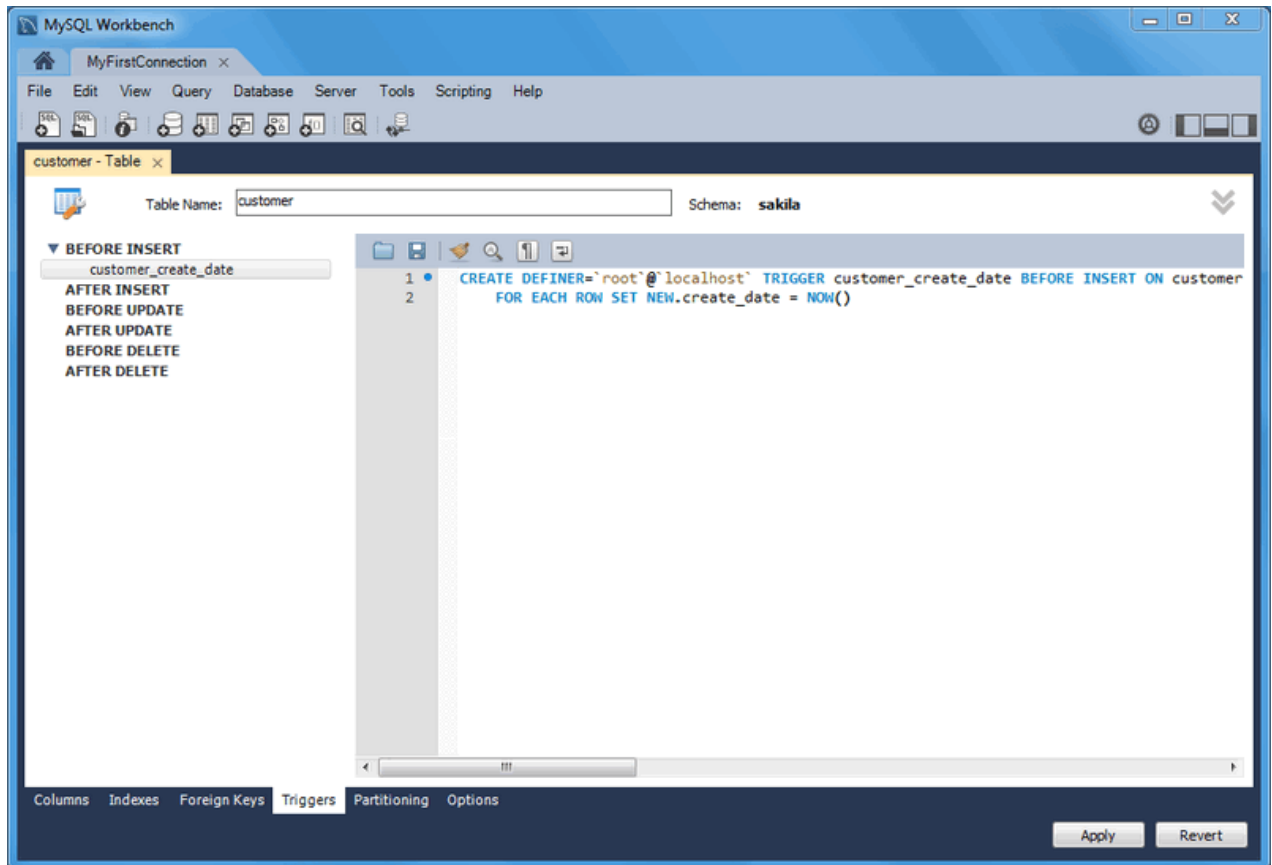 MySQL Workbench
MyFirstConnection
File Edit View Query Database Server Tools Scripting Help
customer - Table
Table Name: customer Schema: sakila
BEFORE INSERT
customer_create_date
AFTER INSERT
BEFORE UPDATE
AFTER UPDATE
BEFORE DELETE
AFTER DELETE
1 CREATE DEFINER=`root`@`localhost` TRIGGER customer_create_date BEFORE INSERT ON customer
2 FOR EACH ROW SET NEW.create_date = NOW()
Columns Indexes Foreign Keys Triggers Partitioning Options
Apply Revert